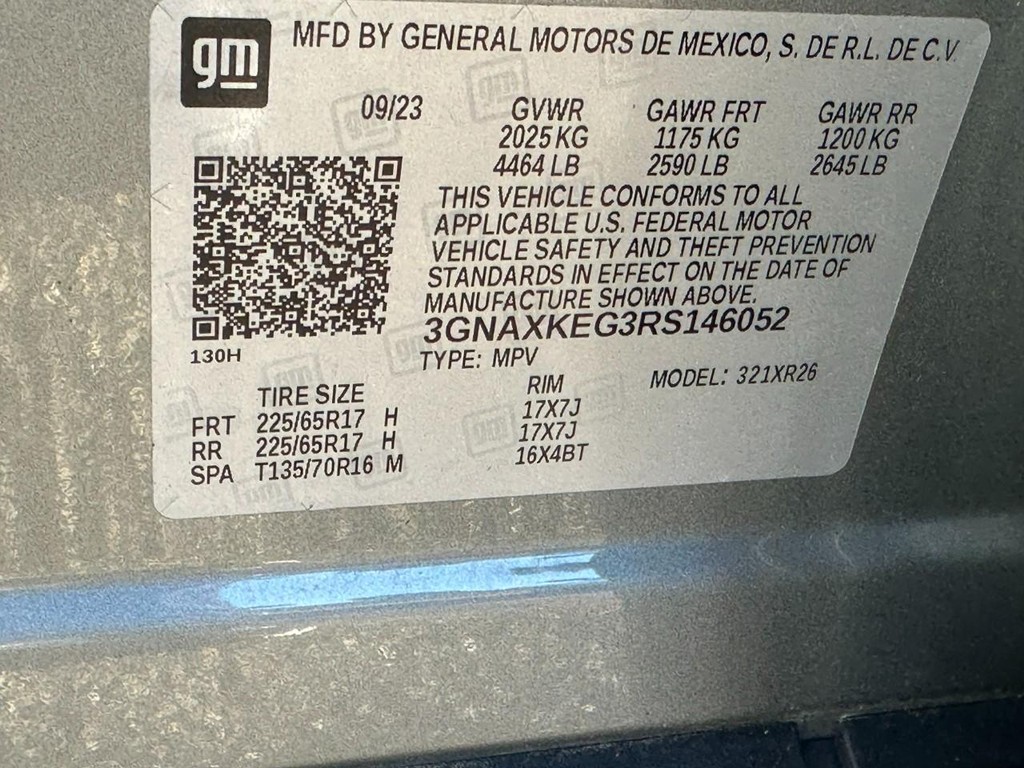 gm
MFD BY GENERAL MOTORS DE MEXICO, S. DE R.L. DE C.V
09/23 GVWR GAWR FRT GAWR RR
2025 KG 1175 KG 1200 KG
4464 LB 2590 LB 2645 LB
THIS VEHICLE CONFORMS TO ALL
APPLICABLE U.S. FEDERAL MOTOR
VEHICLE SAFETY AND THEFT PREVENTION
STANDARDS IN EFFECT ON THE DATE OF
MANUFACTURE SHOWN ABOVE.
3GNAXKEG3RS146052
130H
TYPE: MPV
MODEL: 321XR26
TIRE SIZE RIM
FRT 225/65R17 H 17X7J
RR 225/65R17 H 17X7J
SPA T135/70R16 M 16X4BT